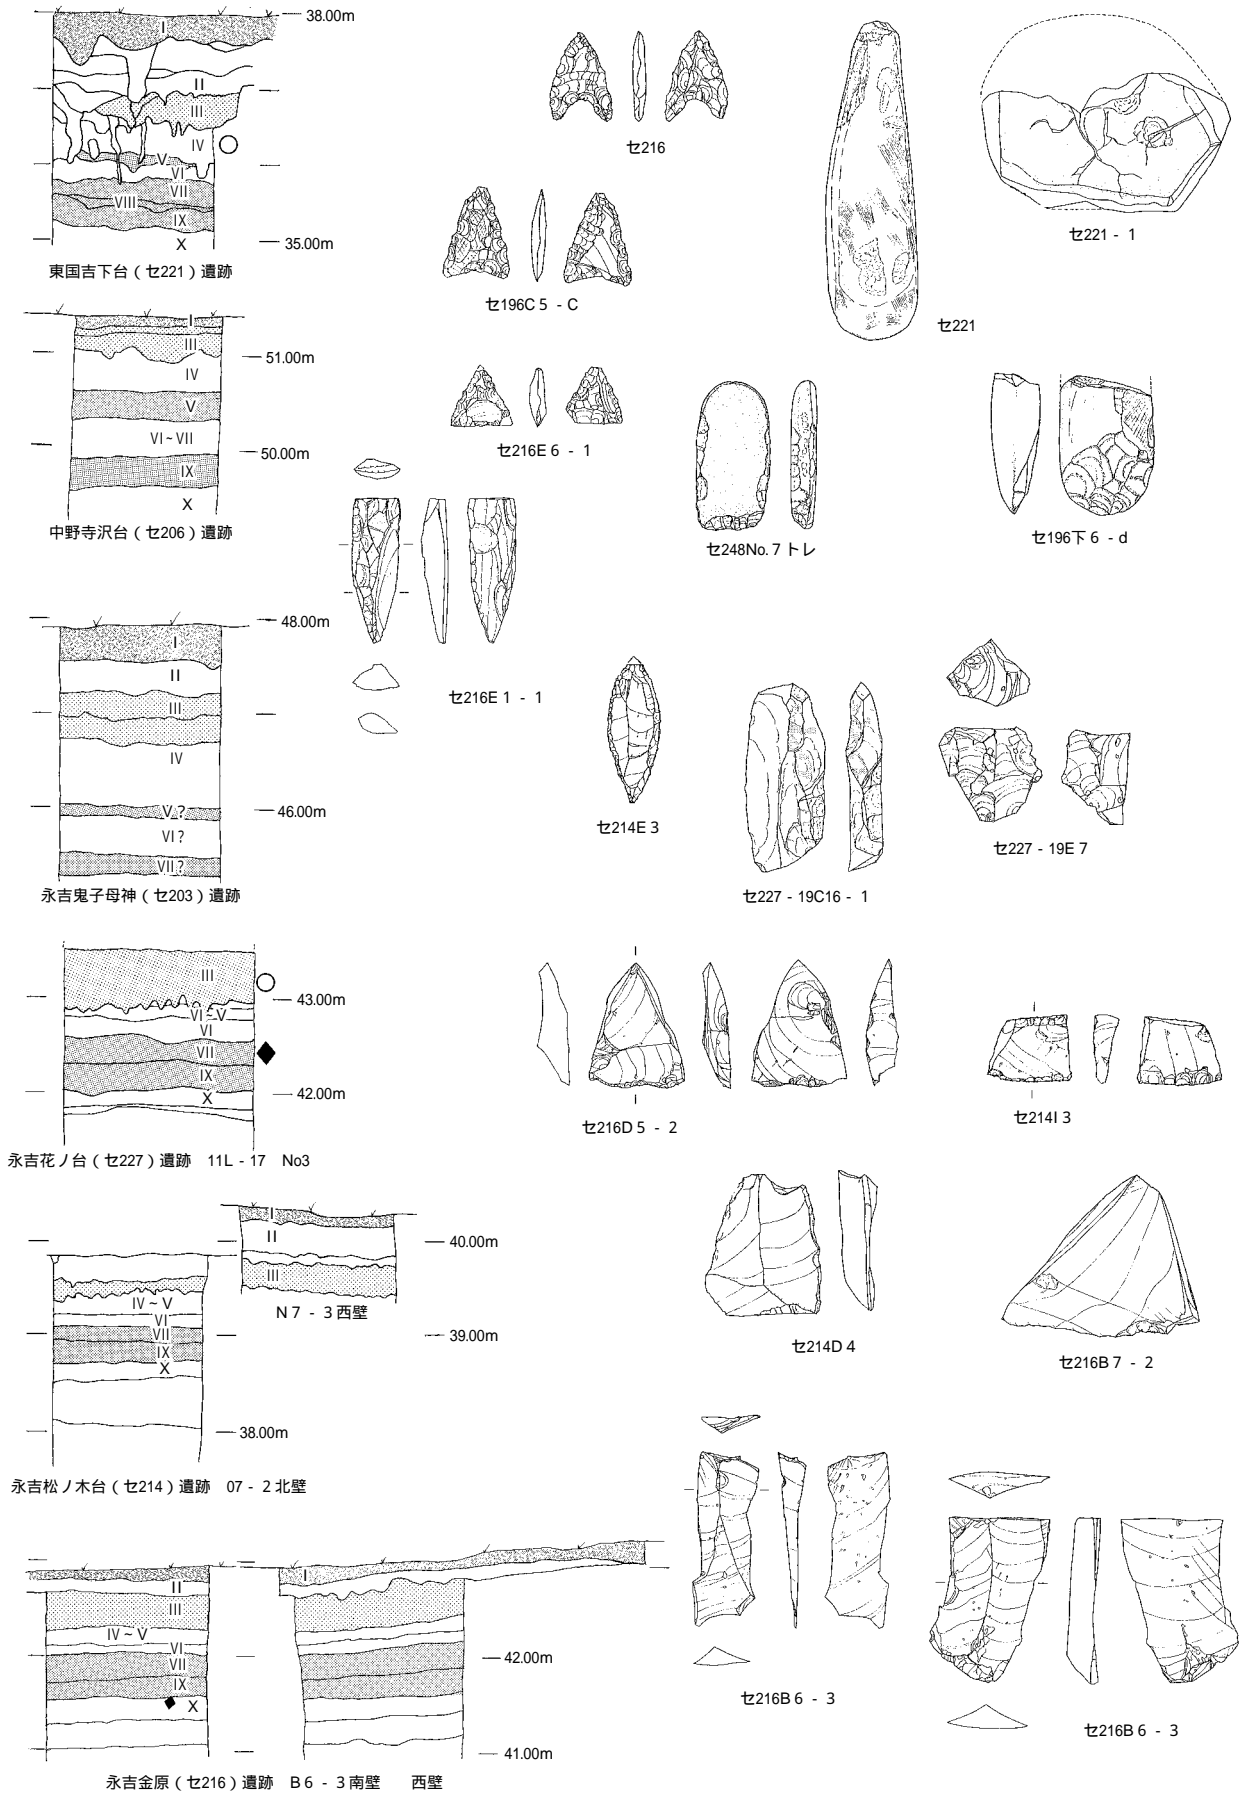 38.00m
I
II
III
IV
V
VI
VII
VIII
IX
X
35.00m
東国吉下台（セ221）遺跡
I
III
51.00m
IV
V
VI～VII
50.00m
IX
X
中野寺沢台（セ206）遺跡
48.00m
I
II
III
IV
46.00m
V？
VI？
VII？
永吉鬼子母神（セ203）遺跡
III
43.00m
VI～V
VI
VII
IX
X
42.00m
永吉花ノ台（セ227）遺跡　11L - 17　No3
I
II
40.00m
III
N 7 - 3 西壁
IV～V
VI
VII
39.00m
IX
X
38.00m
永吉松ノ木台（セ214）遺跡　07 - 2 北壁
I
II
III
IV～V
VI
VII
42.00m
IX
X
41.00m
永吉金原（セ216）遺跡　B 6 - 3 南壁　　西壁
セ216
セ196C 5 - C
セ221
セ221 - 1
セ216E 6 - 1
セ248No. 7 トレ
セ196下 6 - d
セ216E 1 - 1
セ214E 3
セ227 - 19C16 - 1
セ227 - 19E 7
セ216D 5 - 2
セ214I 3
セ214D 4
セ216B 7 - 2
セ216B 6 - 3
セ216B 6 - 3